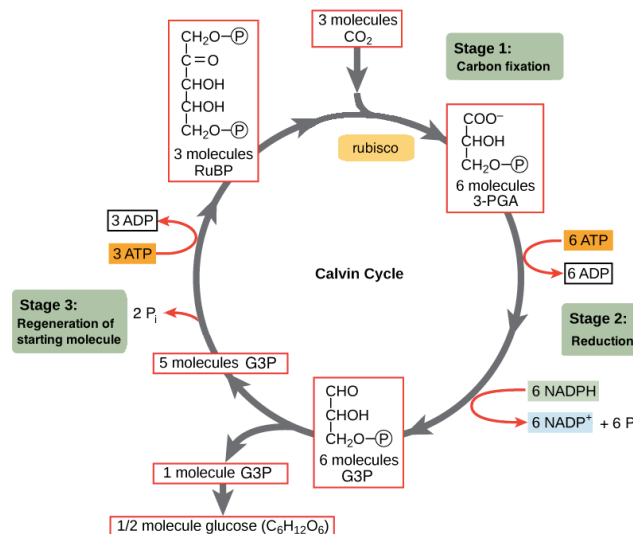 3 molecules
CO₂
Stage 1:
Carbon fixation
CH₂O–Ⓟ
C=O
CHOH
CHOH
CH₂O–Ⓟ
3 molecules
RuBP
rubisco
COO⁻
CHOH
CH₂O–Ⓟ
6 molecules
3-PGA
3 ADP
3 ATP
6 ATP
6 ADP
Calvin Cycle
Stage 3:
Regeneration of
starting molecule
2 Pᵢ
Stage 2:
Reduction
5 molecules G3P
CHO
CHOH
CH₂O–Ⓟ
6 molecules
G3P
6 NADPH
6 NADP⁺ + 6 P
1 molecule G3P
1/2 molecule glucose (C₆H₁₂O₆)